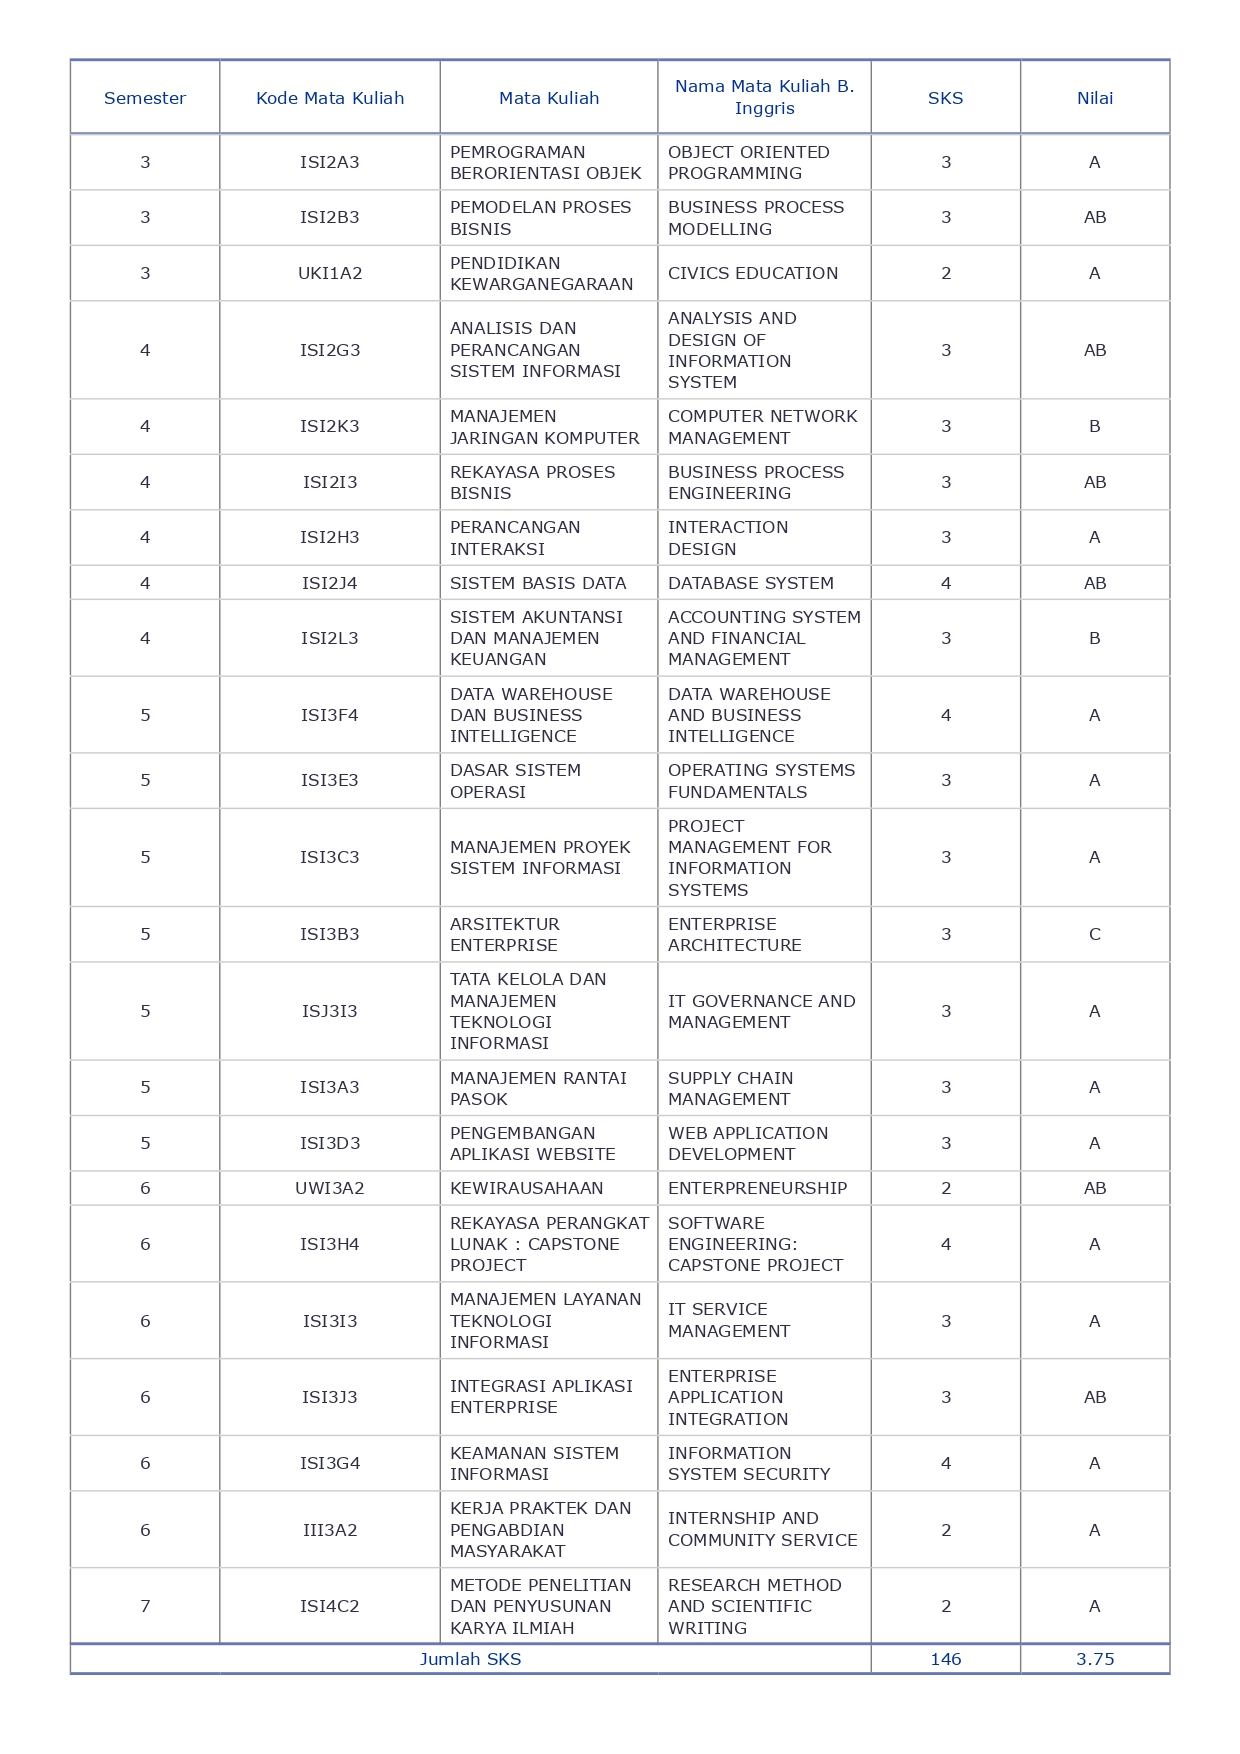 Semester
Kode Mata Kuliah
Mata Kuliah
Nama Mata Kuliah B.
Inggris
SKS
Nilai
3
ISI2A3
PEMROGRAMAN
BERORIENTASI OBJEK
OBJECT ORIENTED
PROGRAMMING
3
A
3
ISI2B3
PEMODELAN PROSES
BISNIS
BUSINESS PROCESS
MODELLING
3
AB
3
UKI1A2
PENDIDIKAN
KEWARGANEGARAAN
CIVICS EDUCATION
2
A
4
ISI2G3
ANALISIS DAN
PERANCANGAN
SISTEM INFORMASI
ANALYSIS AND
DESIGN OF
INFORMATION
SYSTEM
3
AB
4
ISI2K3
MANAJEMEN
JARINGAN KOMPUTER
COMPUTER NETWORK
MANAGEMENT
3
B
4
ISI2I3
REKAYASA PROSES
BISNIS
BUSINESS PROCESS
ENGINEERING
3
AB
4
ISI2H3
PERANCANGAN
INTERAKSI
INTERACTION
DESIGN
3
A
4
ISI2J4
SISTEM BASIS DATA
DATABASE SYSTEM
4
AB
4
ISI2L3
SISTEM AKUNTANSI
DAN MANAJEMEN
KEUANGAN
ACCOUNTING SYSTEM
AND FINANCIAL
MANAGEMENT
3
B
5
ISI3F4
DATA WAREHOUSE
DAN BUSINESS
INTELLIGENCE
DATA WAREHOUSE
AND BUSINESS
INTELLIGENCE
4
A
5
ISI3E3
DASAR SISTEM
OPERASI
OPERATING SYSTEMS
FUNDAMENTALS
3
A
5
ISI3C3
MANAJEMEN PROYEK
SISTEM INFORMASI
PROJECT
MANAGEMENT FOR
INFORMATION
SYSTEMS
3
A
5
ISI3B3
ARSITEKTUR
ENTERPRISE
ENTERPRISE
ARCHITECTURE
3
C
5
ISJ3I3
TATA KELOLA DAN
MANAJEMEN
TEKNOLOGI
INFORMASI
IT GOVERNANCE AND
MANAGEMENT
3
A
5
ISI3A3
MANAJEMEN RANTAI
PASOK
SUPPLY CHAIN
MANAGEMENT
3
A
5
ISI3D3
PENGEMBANGAN
APLIKASI WEBSITE
WEB APPLICATION
DEVELOPMENT
3
A
6
UWI3A2
KEWIRAUSAHAAN
ENTERPRENEURSHIP
2
AB
6
ISI3H4
REKAYASA PERANGKAT
LUNAK : CAPSTONE
PROJECT
SOFTWARE
ENGINEERING:
CAPSTONE PROJECT
4
A
6
ISI3I3
MANAJEMEN LAYANAN
TEKNOLOGI
INFORMASI
IT SERVICE
MANAGEMENT
3
A
6
ISI3J3
INTEGRASI APLIKASI
ENTERPRISE
ENTERPRISE
APPLICATION
INTEGRATION
3
AB
6
ISI3G4
KEAMANAN SISTEM
INFORMASI
INFORMATION
SYSTEM SECURITY
4
A
6
III3A2
KERJA PRAKTEK DAN
PENGABDIAN
MASYARAKAT
INTERNSHIP AND
COMMUNITY SERVICE
2
A
7
ISI4C2
METODE PENELITIAN
DAN PENYUSUNAN
KARYA ILMIAH
RESEARCH METHOD
AND SCIENTIFIC
WRITING
2
A
Jumlah SKS
146
3.75